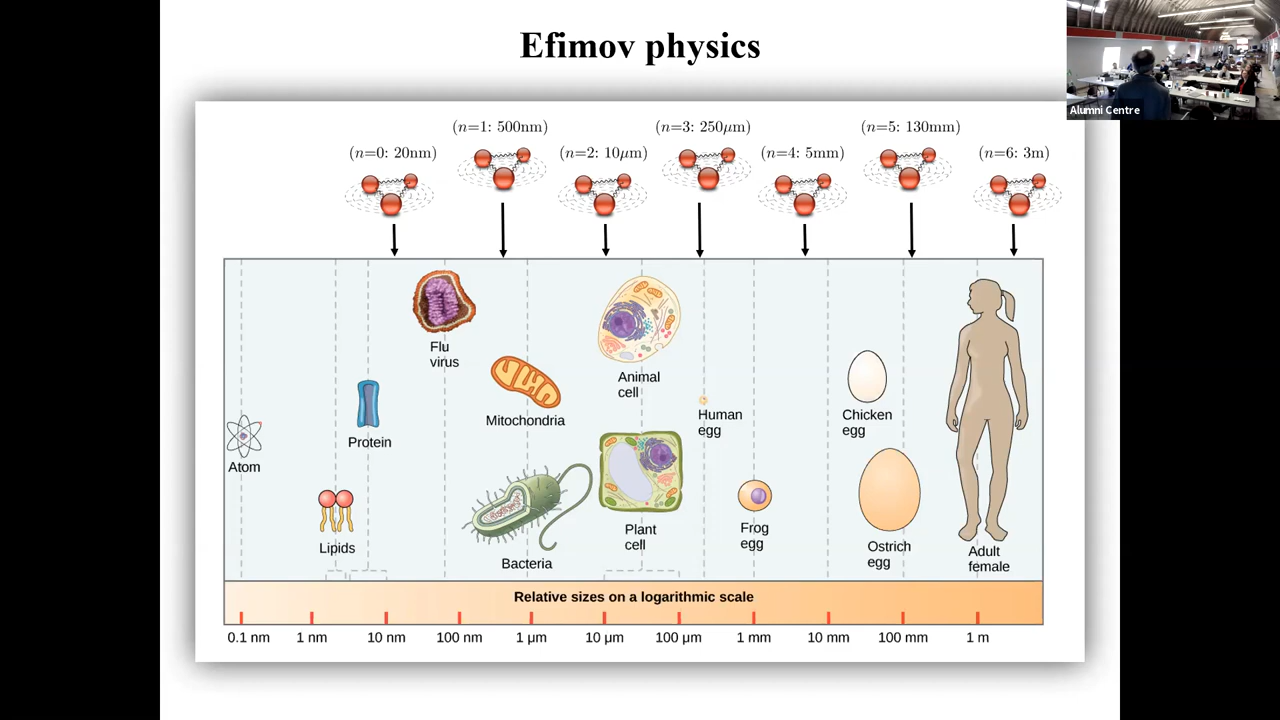 Efimov physics
Alumni Centre
(n=1: 500nm)
(n=3: 250μm)
(n=5: 130mm)
(n=0: 20nm)
(n=2: 10μm)
(n=4: 5mm)
(n=6: 3m)
Flu
virus
Animal
cell
Mitochondria
Human
egg
Chicken
egg
Protein
Atom
Lipids
Bacteria
Plant
cell
Frog
egg
Ostrich
egg
Adult
female
Relative sizes on a logarithmic scale
0.1 nm 1 nm 10 nm 100 nm 1 μm 10 μm 100 μm 1 mm 10 mm 100 mm 1 m